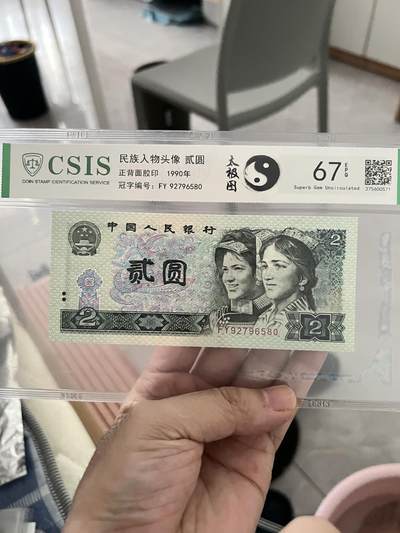 CSIS
COIN STAMP IDENTIFICATION SERVICE
民族人物头像 贰圆
正背面胶印 1990年
冠字编号：FY 92796580
太极图
67 EPQ
Superb Gem Uncirculated
375600571
中国人民银行
2
贰圆
FY92796580
2
2